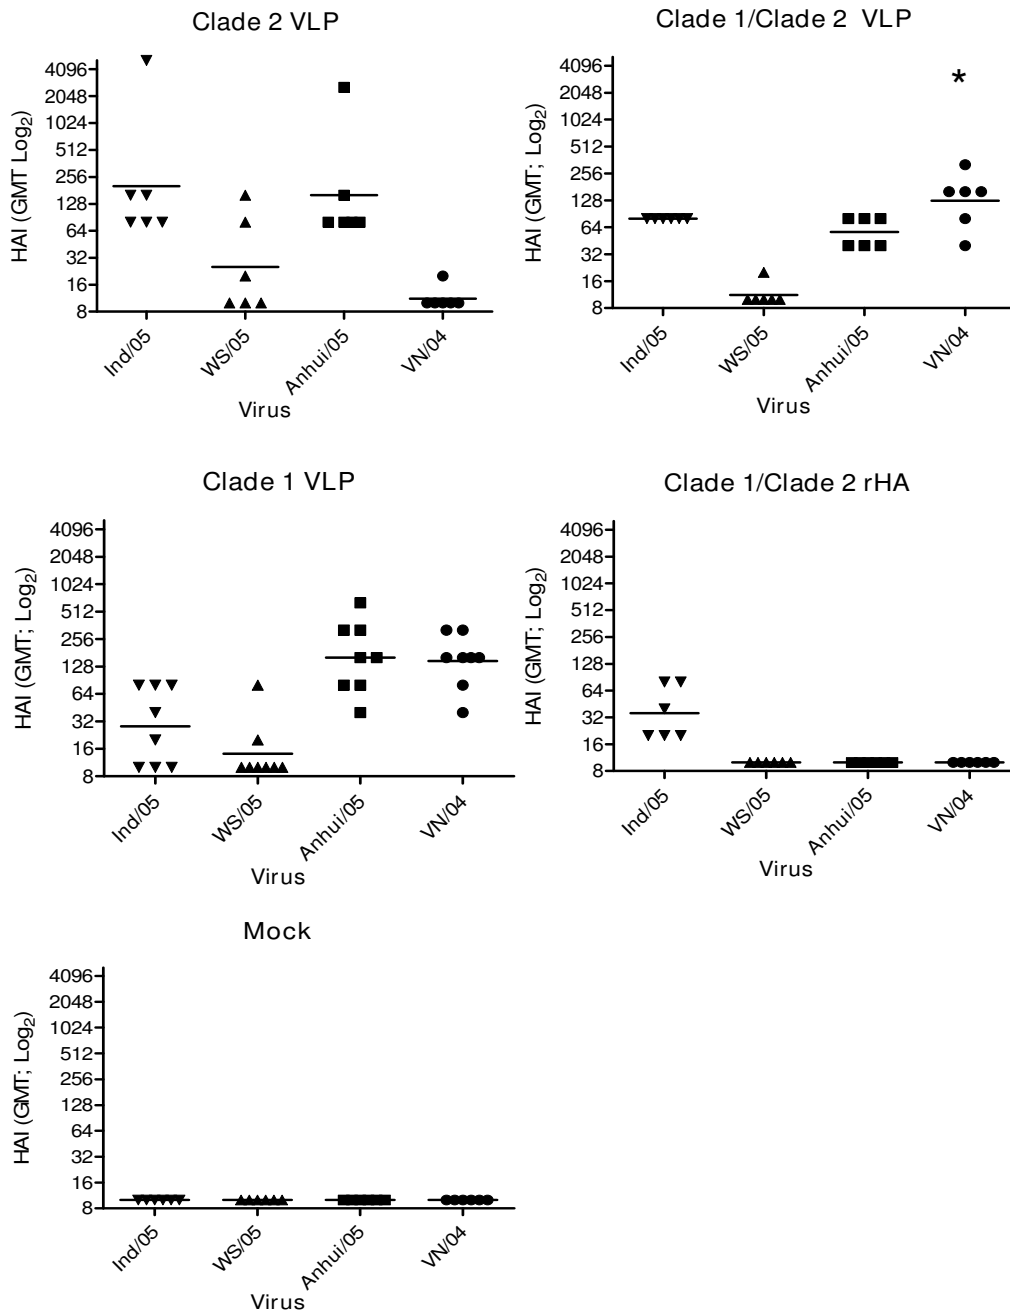 Clade 2 VLP
HAI (GMT Log2)
4096
2048
1024
512
256
128
64
32
16
8
Ind/05
WS/05
Anhui/05
VN/04
Virus
Clade 1/Clade 2 VLP
HAI (GMT; Log2)
4096
2048
1024
512
256
128
64
32
16
8
*
Ind/05
WS/05
Anhui/05
VN/04
Virus
Clade 1 VLP
HAI (GMT; Log2)
4096
2048
1024
512
256
128
64
32
16
8
Ind/05
WS/05
Anhui/05
VN/04
Virus
Clade 1/Clade 2 rHA
HAI (GMT; Log2)
4096
2048
1024
512
256
128
64
32
16
8
Ind/05
WS/05
Anhui/05
VN/04
Virus
Mock
HAI (GMT; Log2)
4096
2048
1024
512
256
128
64
32
16
8
Ind/05
WS/05
Anhui/05
VN/04
Virus